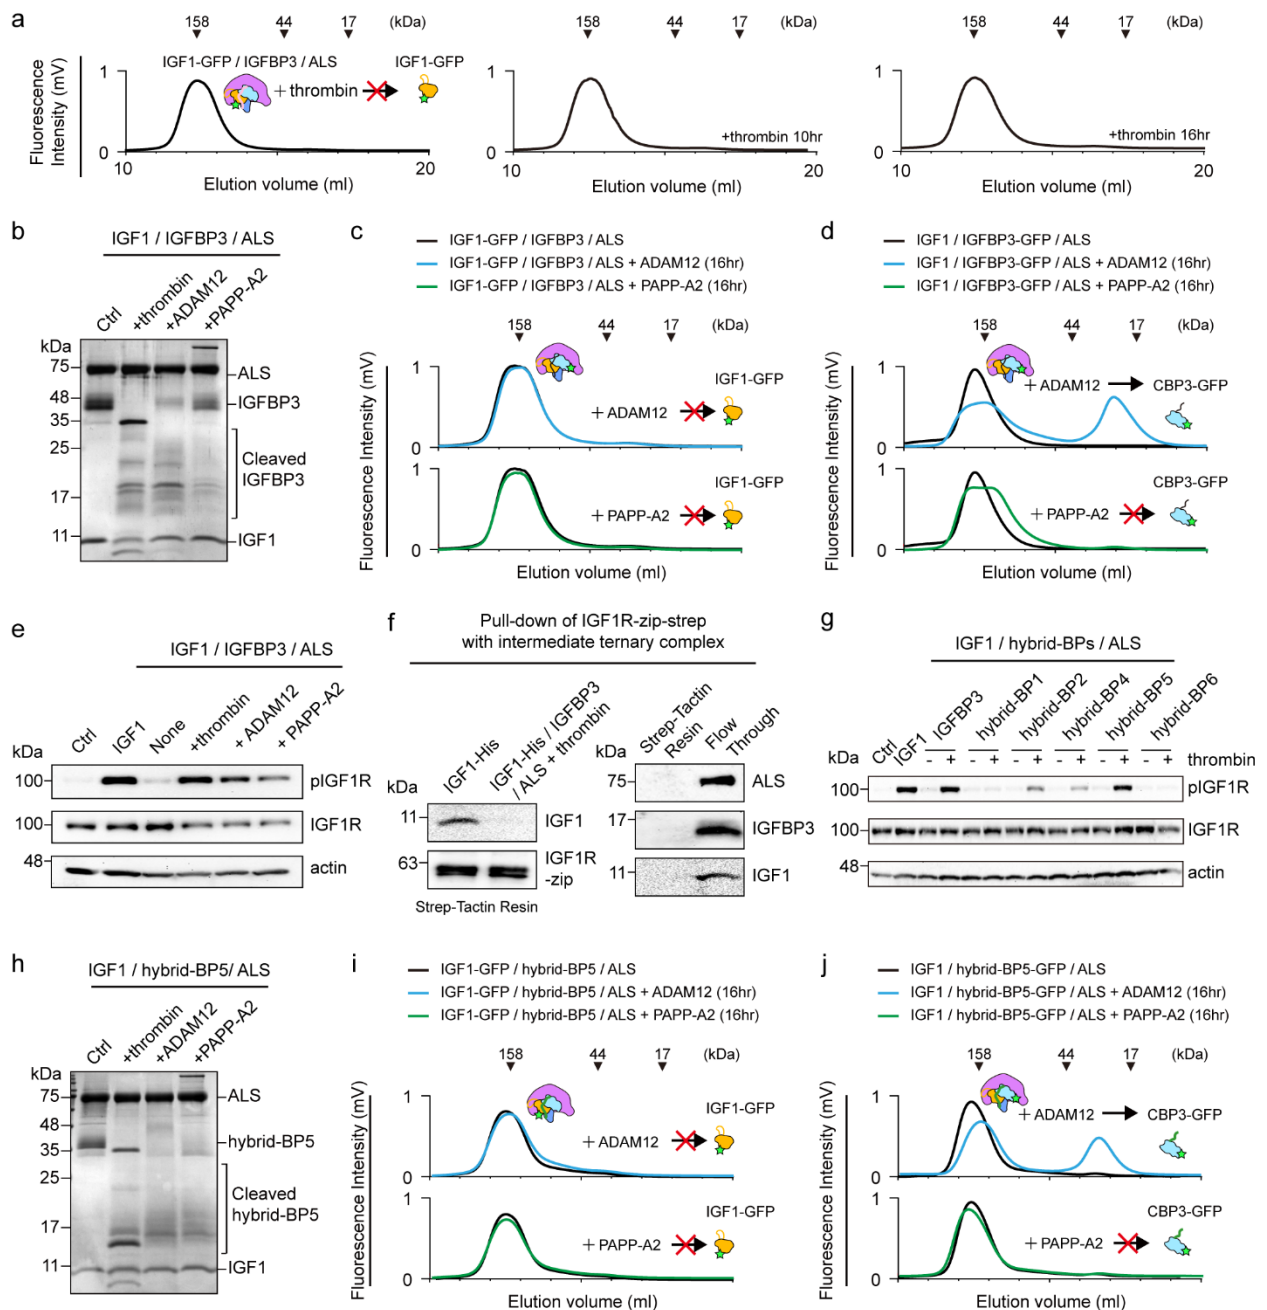 a
158 44 17 (kDa)
158 44 17 (kDa)
158 44 17 (kDa)
Fluorescence
Intensity (mV)
IGF1-GFP / IGFBP3 / ALS IGF1-GFP
+ thrombin
1
0
10 20
Elution volume (ml)
1
0
+thrombin 10hr
10 20
Elution volume (ml)
1
0
+thrombin 16hr
10 20
Elution volume (ml)
b
IGF1 / IGFBP3 / ALS
Ctrl
+thrombin
+ADAM12
+PAPP-A2
kDa
75
48
35
25
17
11
ALS
IGFBP3
Cleaved
IGFBP3
IGF1
c
IGF1-GFP / IGFBP3 / ALS
IGF1-GFP / IGFBP3 / ALS + ADAM12 (16hr)
IGF1-GFP / IGFBP3 / ALS + PAPP-A2 (16hr)
158 44 17 (kDa)
Fluorescence Intensity (mV)
1
0
IGF1-GFP
+ ADAM12
1
0
IGF1-GFP
+ PAPP-A2
Elution volume (ml)
d
IGF1 / IGFBP3-GFP / ALS
IGF1 / IGFBP3-GFP / ALS + ADAM12 (16hr)
IGF1 / IGFBP3-GFP / ALS + PAPP-A2 (16hr)
158 44 17 (kDa)
Fluorescence Intensity (mV)
1
0
+ ADAM12 CBP3-GFP
1
0
CBP3-GFP
+ PAPP-A2
Elution volume (ml)
e
IGF1 / IGFBP3 / ALS
Ctrl
IGF1
None
+thrombin
+ ADAM12
+ PAPP-A2
kDa
100
100
48
pIGF1R
IGF1R
actin
f
Pull-down of IGF1R-zip-strep
with intermediate ternary complex
IGF1-His
IGF1-His / IGFBP3
/ ALS + thrombin
kDa
11
63
IGF1
IGF1R
-zip
Strep-Tactin Resin
Strep-Tactin
Resin
Flow
Through
kDa
75
17
11
ALS
IGFBP3
IGF1
g
IGF1 / hybrid-BPs / ALS
Ctrl
IGF1
IGFBP3
hybrid-BP1
hybrid-BP2
hybrid-BP4
hybrid-BP5
hybrid-BP6
kDa
- + - + - + - + - + - + thrombin
100
100
48
pIGF1R
IGF1R
actin
h
IGF1 / hybrid-BP5/ ALS
Ctrl
+thrombin
+ADAM12
+PAPP-A2
kDa
75
48
35
25
17
11
ALS
hybrid-BP5
Cleaved
hybrid-BP5
IGF1
i
IGF1-GFP / hybrid-BP5 / ALS
IGF1-GFP / hybrid-BP5 / ALS + ADAM12 (16hr)
IGF1-GFP / hybrid-BP5 / ALS + PAPP-A2 (16hr)
158 44 17 (kDa)
Fluorescence Intensity (mV)
1
0
IGF1-GFP
+ ADAM12
1
0
IGF1-GFP
+ PAPP-A2
Elution volume (ml)
j
IGF1 / hybrid-BP5-GFP / ALS
IGF1 / hybrid-BP5-GFP / ALS + ADAM12 (16hr)
IGF1 / hybrid-BP5-GFP / ALS + PAPP-A2 (16hr)
158 44 17 (kDa)
Fluorescence Intensity (mV)
1
0
+ ADAM12 CBP3-GFP
1
0
CBP3-GFP
+ PAPP-A2
Elution volume (ml)